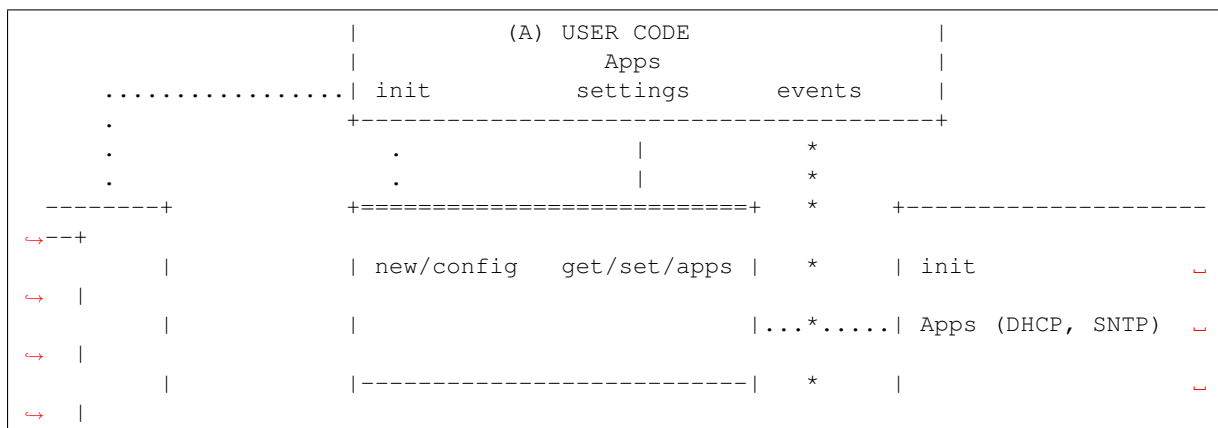 |          (A) USER CODE                 |
|                 Apps                   |
.................| init          settings      events     |
.                +----------------------------------------+
.                   .                |           *
.                   .                |           *
--------+            +===========================+   *     +---------------------
↪--+
|            | new/config   get/set/apps |   *     | init                 ␣
↪  |
|            |                           |...*.....| Apps (DHCP, SNTP)    ␣
↪  |
|            |---------------------------|   *     |                      ␣
↪  |